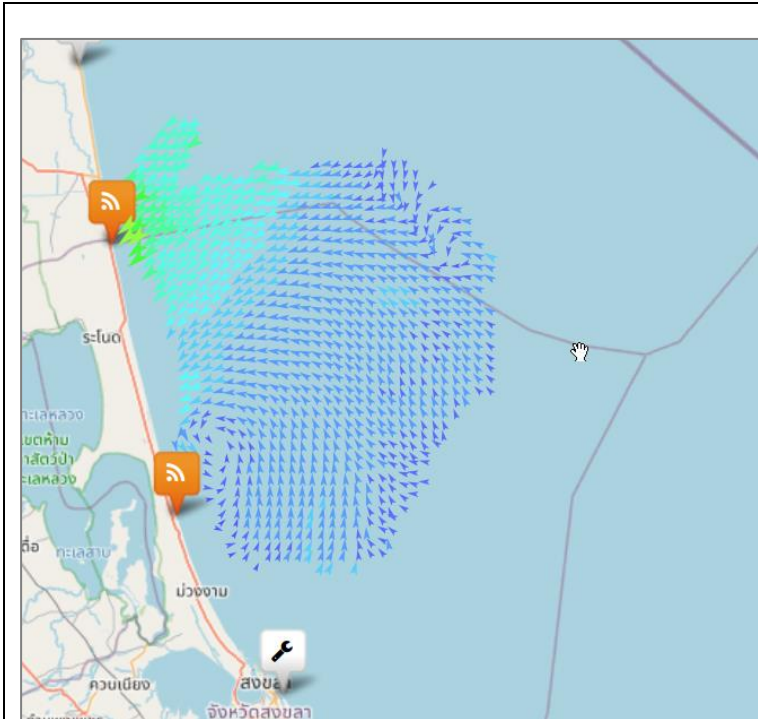 ระโนด
ทะเลหลวง
เขตห้าม
าสัตว์ป่า
ะเลหลวง
ทะเลสาบ
ม่วงงาม
ควนเนียง
สงขลา
จังหวัดสงขลา